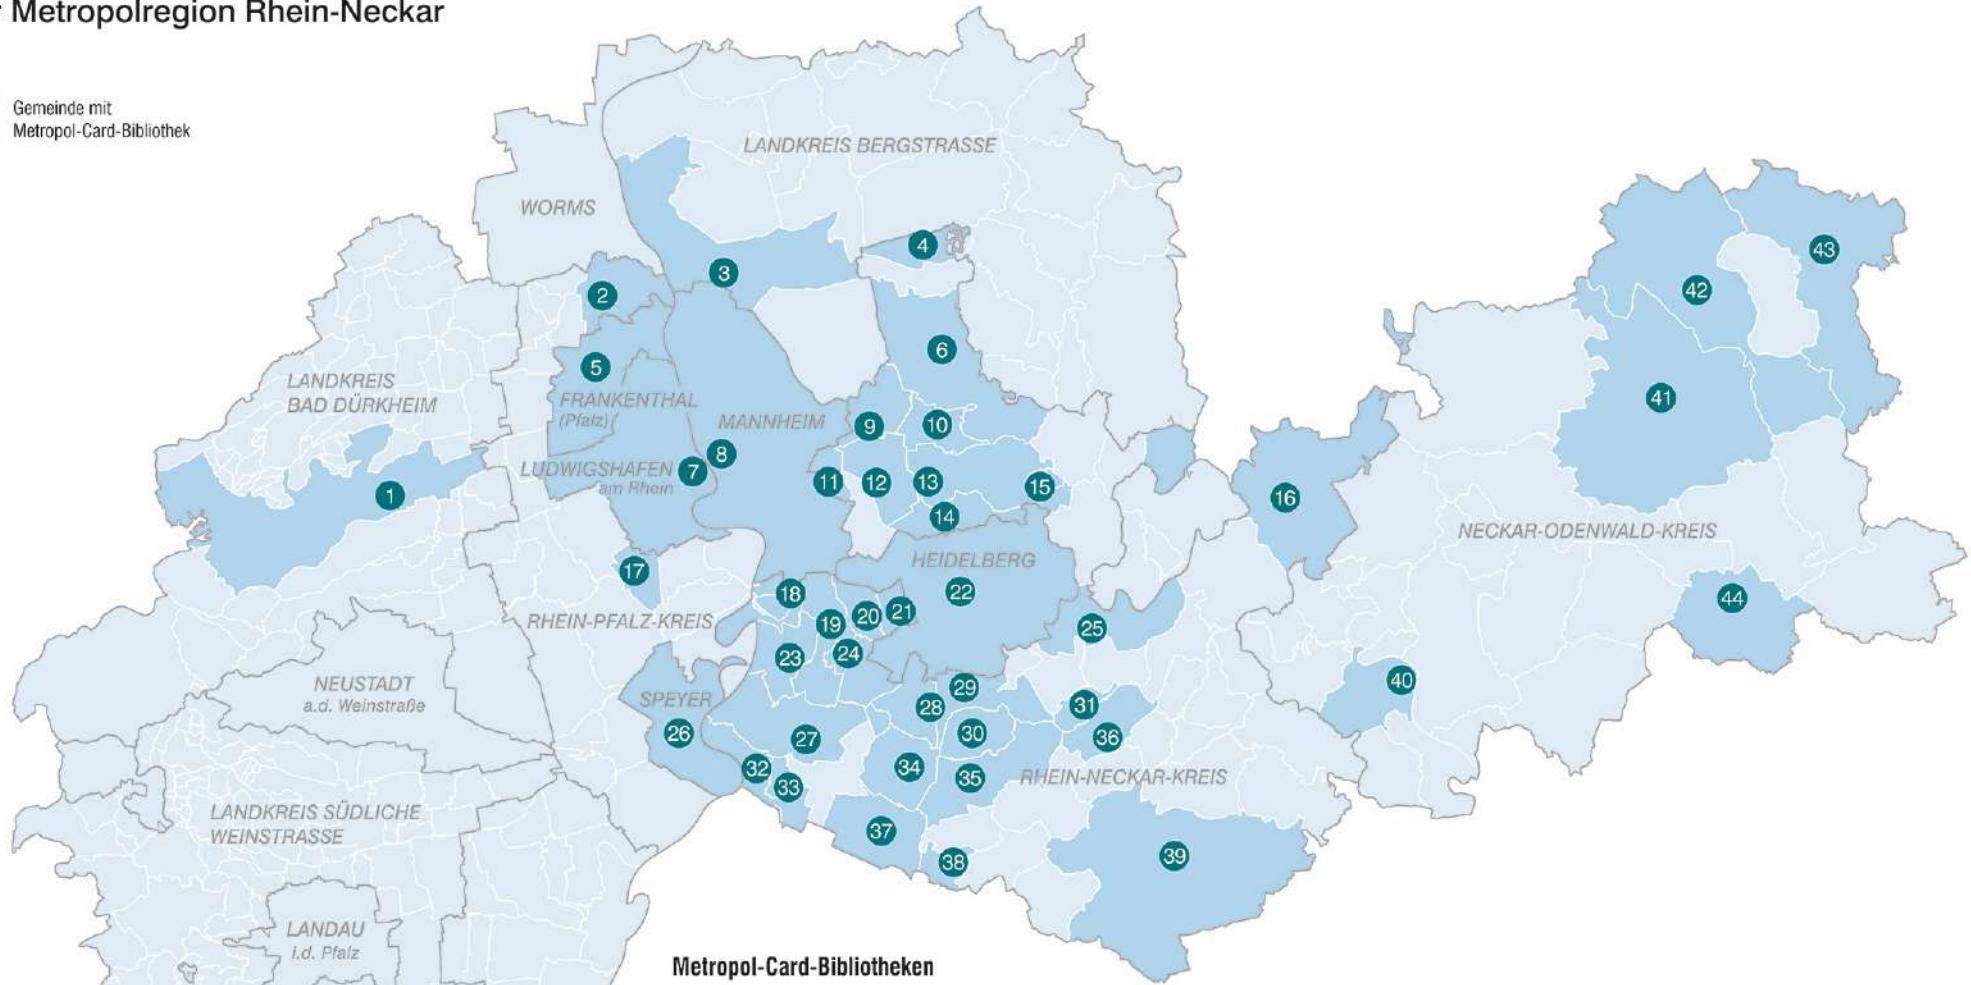 Metropolregion Rhein-Neckar
Gemeinde mit
Metropol-Card-Bibliothek
LANDKREIS BERGSTRASSE
WORMS
4
43
3
42
2
6
5
LANDKREIS
BAD DÜRKHEIM
FRANKENTHAL
(Pfalz)
MANNHEIM
41
9
10
8
LUDWIGSHAFEN
am Rhein
7
11
12
13
15
1
16
14
NECKAR-ODENWALD-KREIS
HEIDELBERG
17
18
22
44
RHEIN-PFALZ-KREIS
19
20
21
25
23
24
NEUSTADT
a.d. Weinstraße
SPEYER
29
40
28
31
26
27
30
36
32
33
34
35
RHEIN-NECKAR-KREIS
LANDKREIS SÜDLICHE
WEINSTRASSE
37
38
39
LANDAU
i.d. Pfalz
Metropol-Card-Bibliotheken